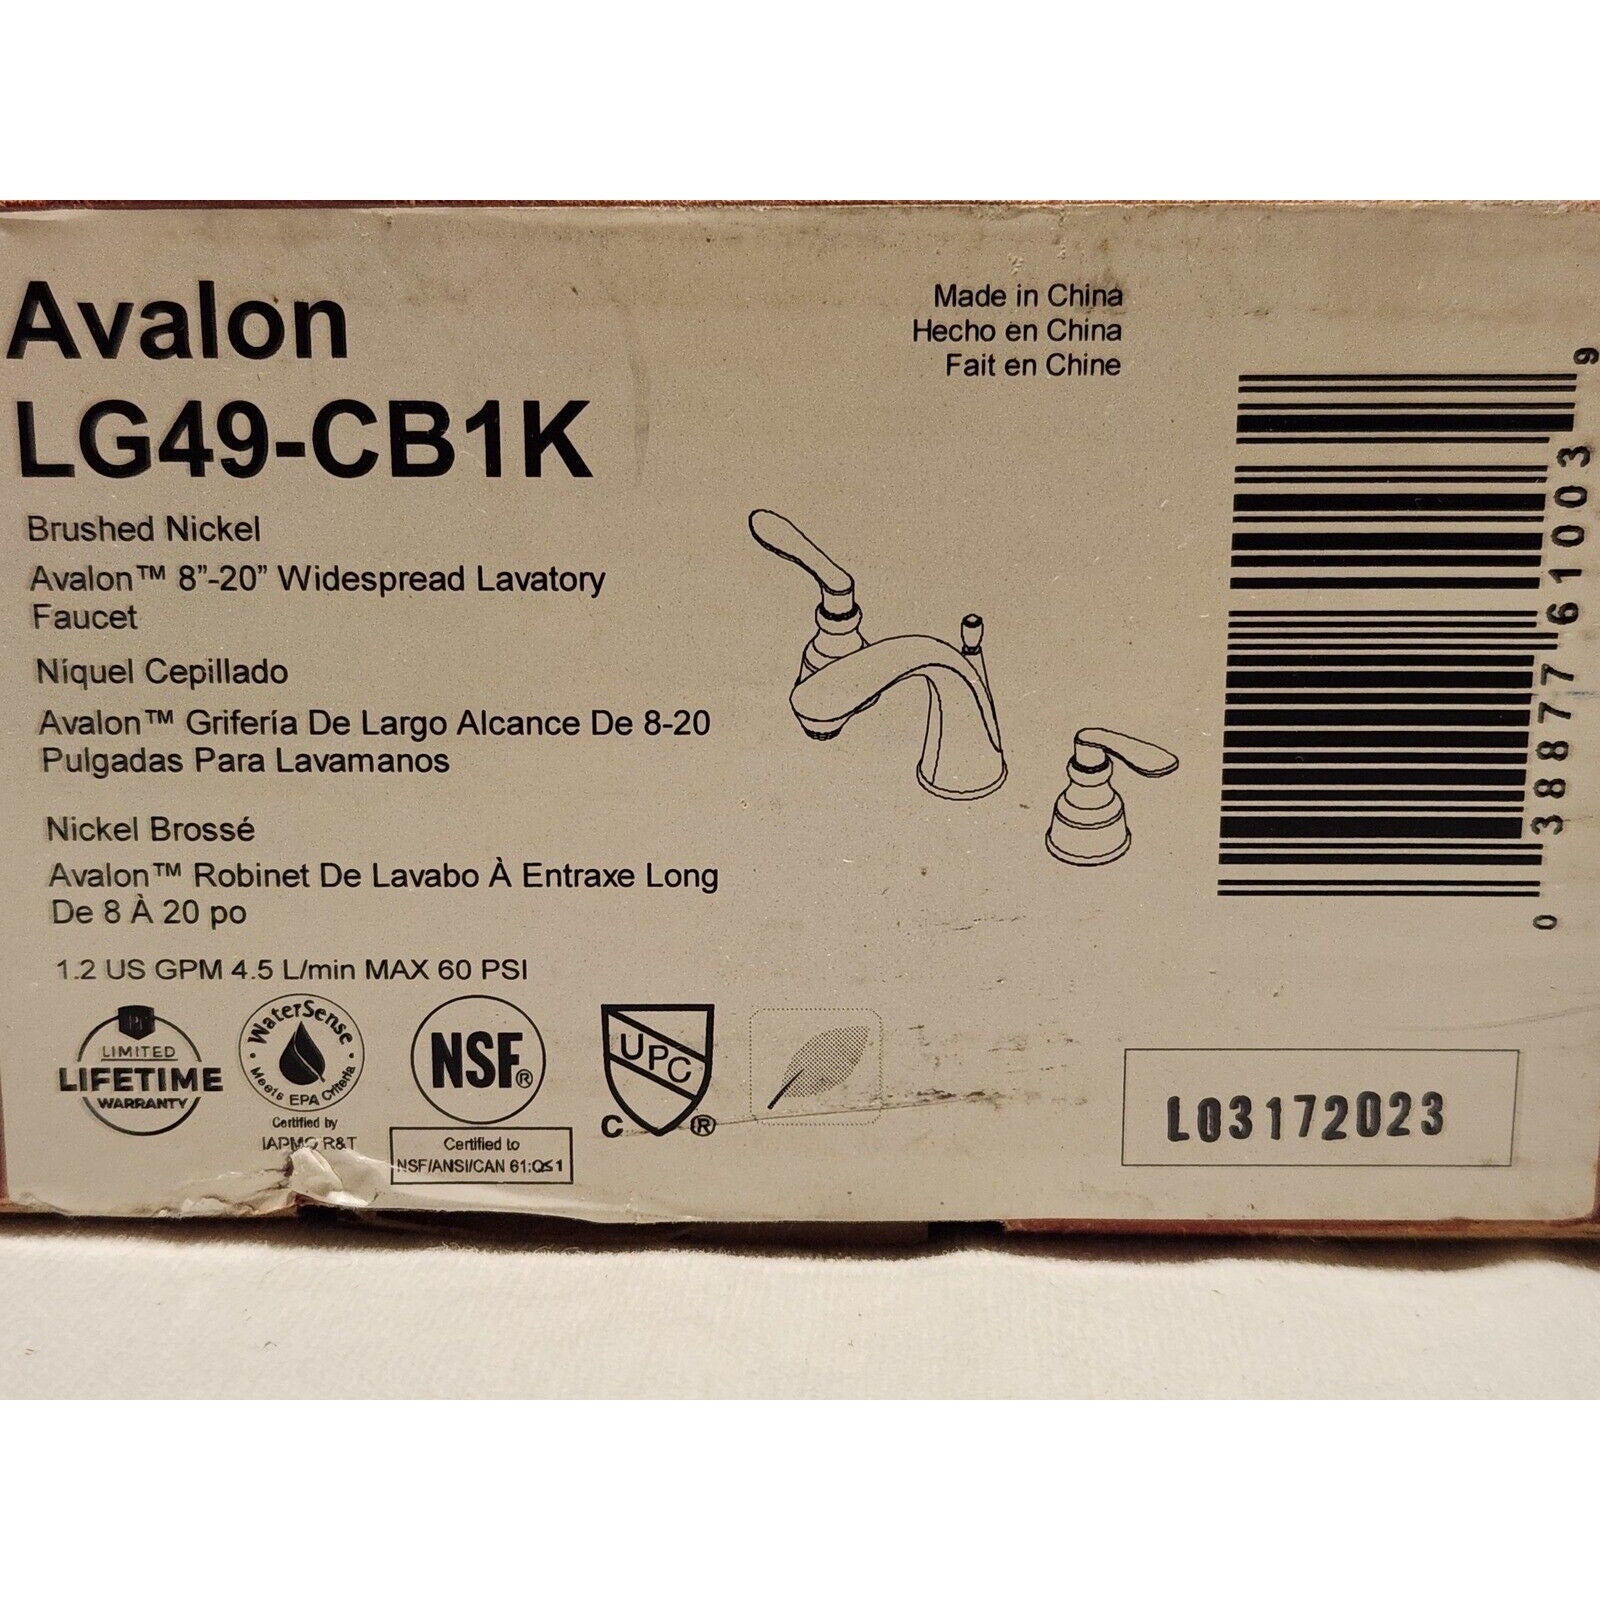 Avalon
LG49-CB1K
Brushed Nickel
Avalon™ 8”-20” Widespread Lavatory
Faucet
Níquel Cepillado
Avalon™ Grifería De Largo Alcance De 8-20
Pulgadas Para Lavamanos
Nickel Brossé
Avalon™ Robinet De Lavabo À Entraxe Long
De 8 À 20 po
1.2 US GPM 4.5 L/min MAX 60 PSI
LIMITED
LIFETIME
WARRANTY
WaterSense
Meets EPA Criteria
Certified by
IAPMO R&T
NSF®
Certified to
NSF/ANSI/CAN 61:Q≤1
UPC
C ®
Made in China
Hecho en China
Fait en Chine
0 38877 61003 9
L03172023